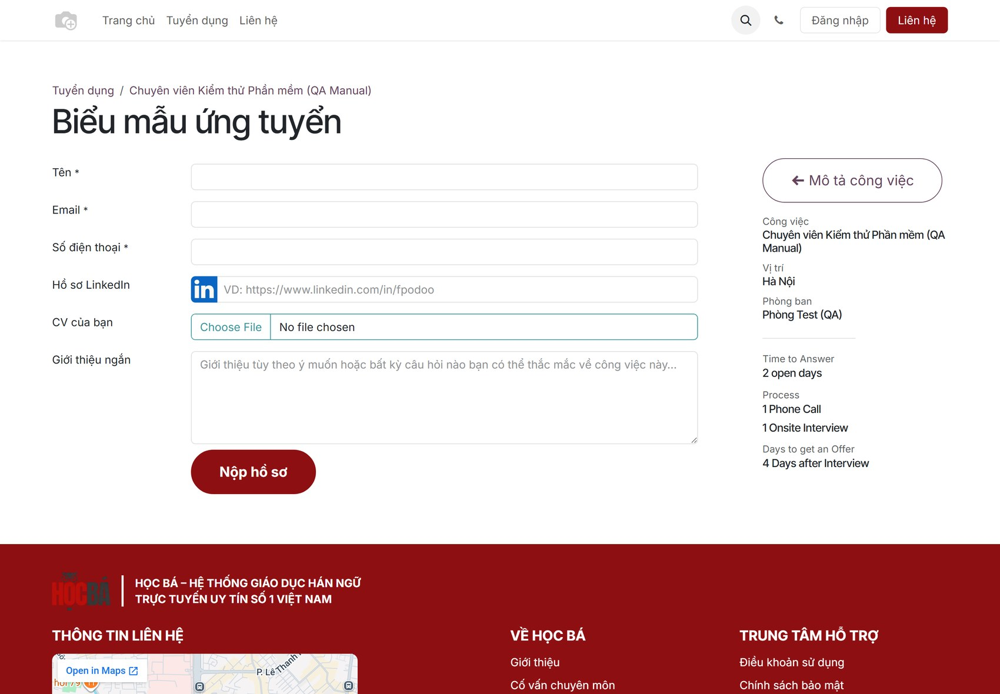 Trang chủ
Tuyển dụng
Liên hệ
Đăng nhập
Liên hệ
Tuyển dụng / Chuyên viên Kiểm thử Phần mềm (QA Manual)
Biểu mẫu ứng tuyển
Tên *
Email *
Số điện thoại *
Hồ sơ LinkedIn
in VD: https://www.linkedin.com/in/fpodoo
CV của bạn
Choose File No file chosen
Giới thiệu ngắn
Giới thiệu tùy theo ý muốn hoặc bất kỳ câu hỏi nào bạn có thể thắc mắc về công việc này...
Nộp hồ sơ
← Mô tả công việc
Công việc
Chuyên viên Kiểm thử Phần mềm (QA
Manual)
Vị trí
Hà Nội
Phòng ban
Phòng Test (QA)
Time to Answer
2 open days
Process
1 Phone Call
1 Onsite Interview
Days to get an Offer
4 Days after Interview
HỌC BÁ
HỌC BÁ – HỆ THỐNG GIÁO DỤC HÁN NGỮ
TRỰC TUYẾN UY TÍN SỐ 1 VIỆT NAM
THÔNG TIN LIÊN HỆ
Open in Maps
P. Lê Thanh
VỀ HỌC BÁ
Giới thiệu
Cố vấn chuyên môn
TRUNG TÂM HỖ TRỢ
Điều khoản sử dụng
Chính sách bảo mật